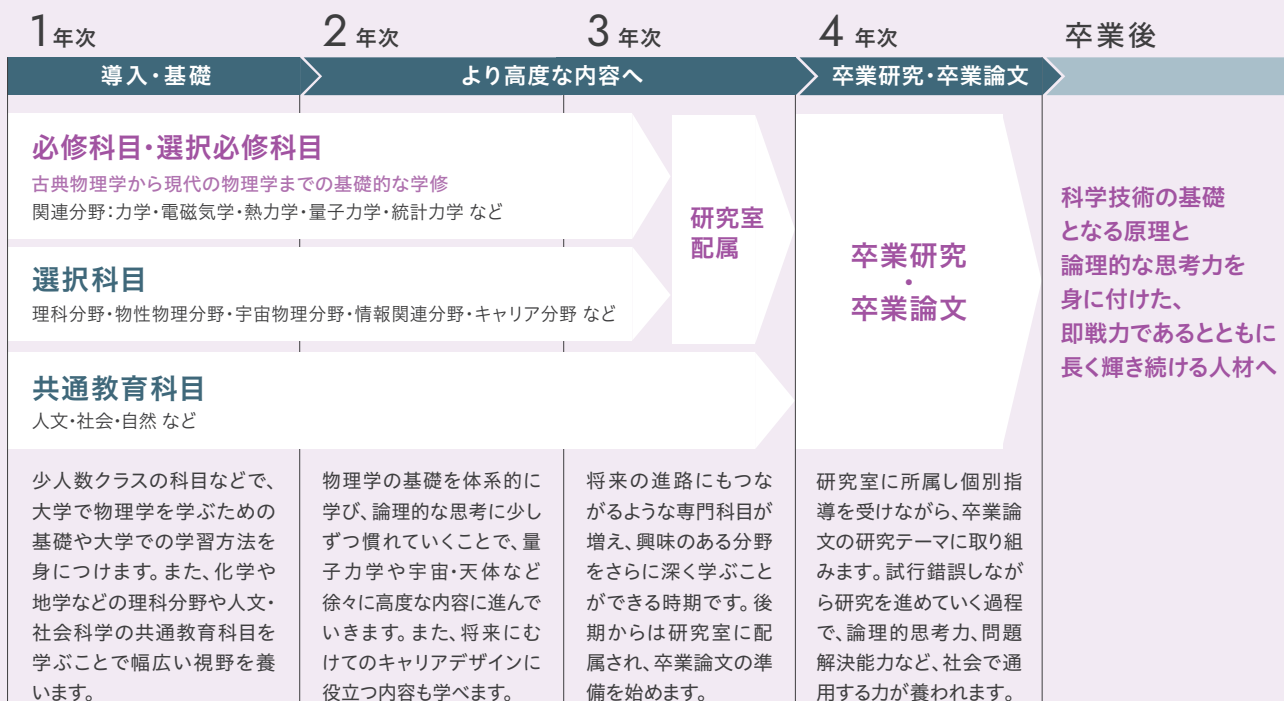 1年次
2年次
3年次
4年次
卒業後
導入・基礎
より高度な内容へ
卒業研究・卒業論文
必修科目・選択必修科目
古典物理学から現代の物理学までの基礎的な学修
関連分野:力学・電磁気学・熱力学・量子力学・統計力学 など
選択科目
理科分野・物性物理分野・宇宙物理分野・情報関連分野・キャリア分野 など
共通教育科目
人文・社会・自然 など
研究室
配属
卒業研究
・
卒業論文
科学技術の基礎
となる原理と
論理的な思考力を
身に付けた、
即戦力であるとともに
長く輝き続ける人材へ
少人数クラスの科目などで、
大学で物理学を学ぶための
基礎や大学での学習方法を
身につけます。また、化学や
地学などの理科分野や人文・
社会科学の共通教育科目を
学ぶことで幅広い視野を養
います。
物理学の基礎を体系的に
学び、論理的な思考に少し
ずつ慣れていくことで、量
子力学や宇宙・天体など
徐々に高度な内容に進んで
いきます。また、将来にむ
けてのキャリアデザインに
役立つ内容も学べます。
将来の進路にもつな
がるような専門科目が
増え、興味のある分野
をさらに深く学ぶこと
ができる時期です。後
期からは研究室に配
属され、卒業論文の準
備を始めます。
研究室に所属し個別指
導を受けながら、卒業論
文の研究テーマに取り組
みます。試行錯誤しなが
ら研究を進めていく過程
で、論理的思考力、問題
解決能力など、社会で通
用する力が養われます。